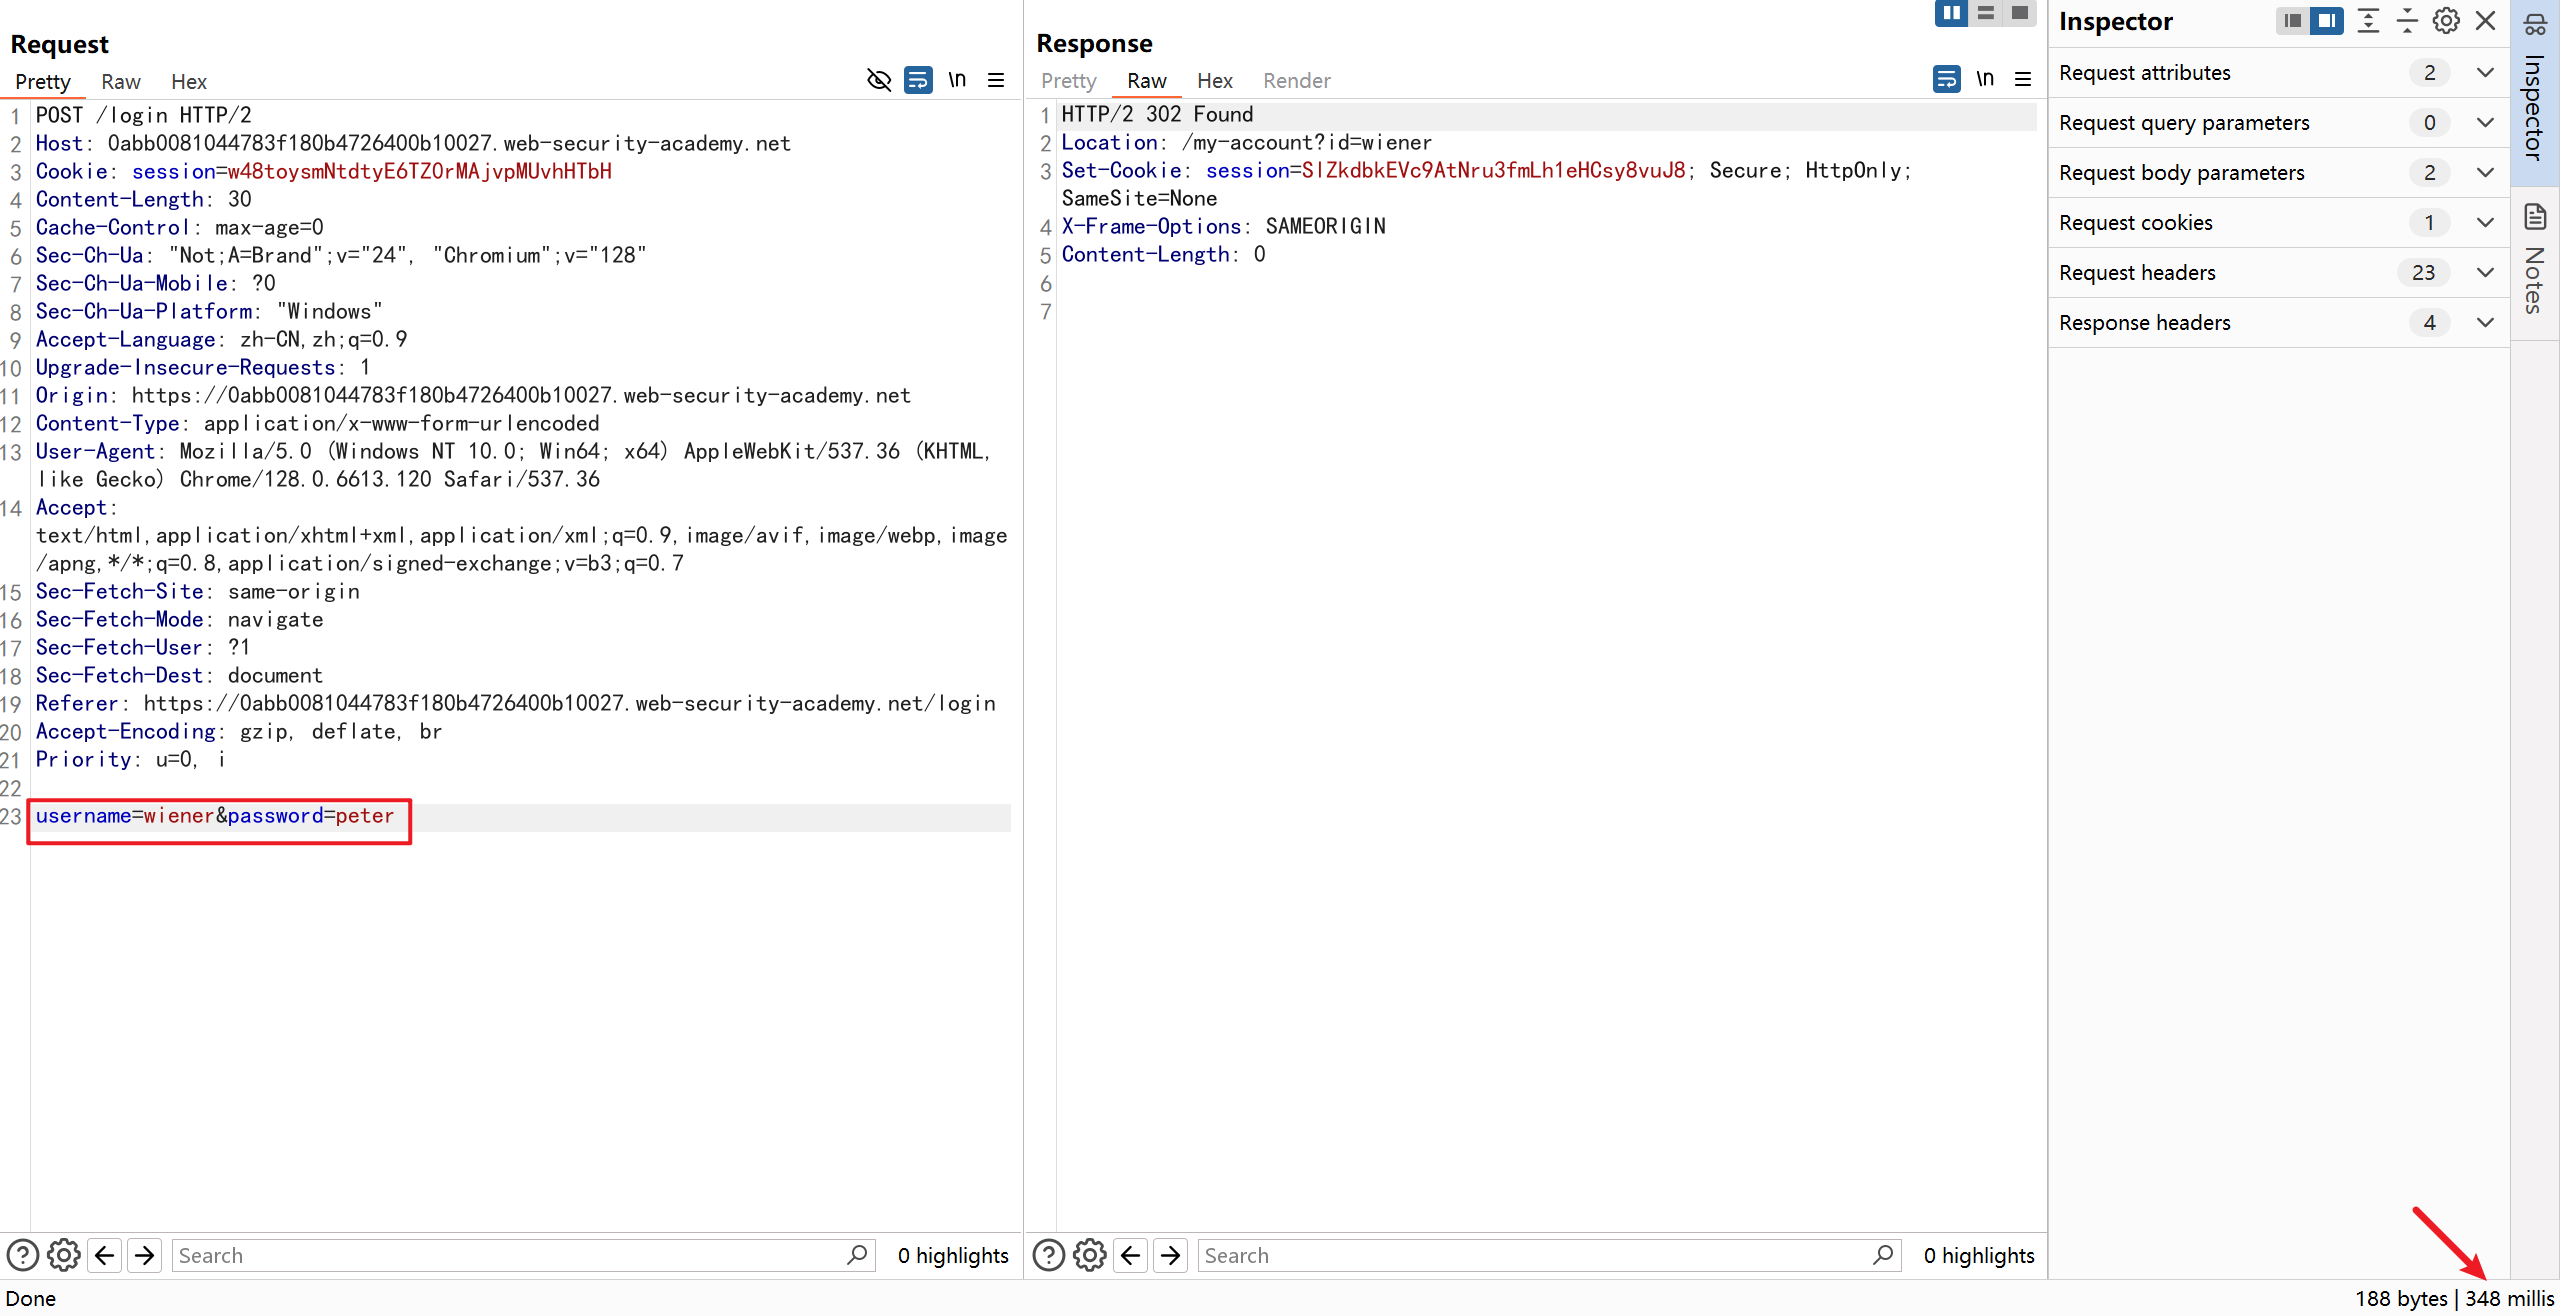 Request
Pretty Raw Hex
\n
1 POST /login HTTP/2
2 Host: 0abb0081044783f180b4726400b10027.web-security-academy.net
3 Cookie: session=w48toysmNtdtyE6TZ0rMAjvpMUvhHTbH
4 Content-Length: 30
5 Cache-Control: max-age=0
6 Sec-Ch-Ua: "Not;A=Brand";v="24", "Chromium";v="128"
7 Sec-Ch-Ua-Mobile: ?0
8 Sec-Ch-Ua-Platform: "Windows"
9 Accept-Language: zh-CN,zh;q=0.9
10 Upgrade-Insecure-Requests: 1
11 Origin: https://0abb0081044783f180b4726400b10027.web-security-academy.net
12 Content-Type: application/x-www-form-urlencoded
13 User-Agent: Mozilla/5.0 (Windows NT 10.0; Win64; x64) AppleWebKit/537.36 (KHTML,
like Gecko) Chrome/128.0.6613.120 Safari/537.36
14 Accept:
text/html,application/xhtml+xml,application/xml;q=0.9,image/avif,image/webp,image
/apng,*/*;q=0.8,application/signed-exchange;v=b3;q=0.7
15 Sec-Fetch-Site: same-origin
16 Sec-Fetch-Mode: navigate
17 Sec-Fetch-User: ?1
18 Sec-Fetch-Dest: document
19 Referer: https://0abb0081044783f180b4726400b10027.web-security-academy.net/login
20 Accept-Encoding: gzip, deflate, br
21 Priority: u=0, i
22
23 username=wiener&password=peter
Search
0 highlights
Response
Pretty Raw Hex Render
\n
1 HTTP/2 302 Found
2 Location: /my-account?id=wiener
3 Set-Cookie: session=SlZkdbkEVc9AtNru3fmLh1eHCsy8vuJ8; Secure; HttpOnly;
SameSite=None
4 X-Frame-Options: SAMEORIGIN
5 Content-Length: 0
6
7
Search
0 highlights
Inspector
Request attributes 2
Request query parameters 0
Request body parameters 2
Request cookies 1
Request headers 23
Response headers 4
Inspector
Notes
Done
188 bytes | 348 millis